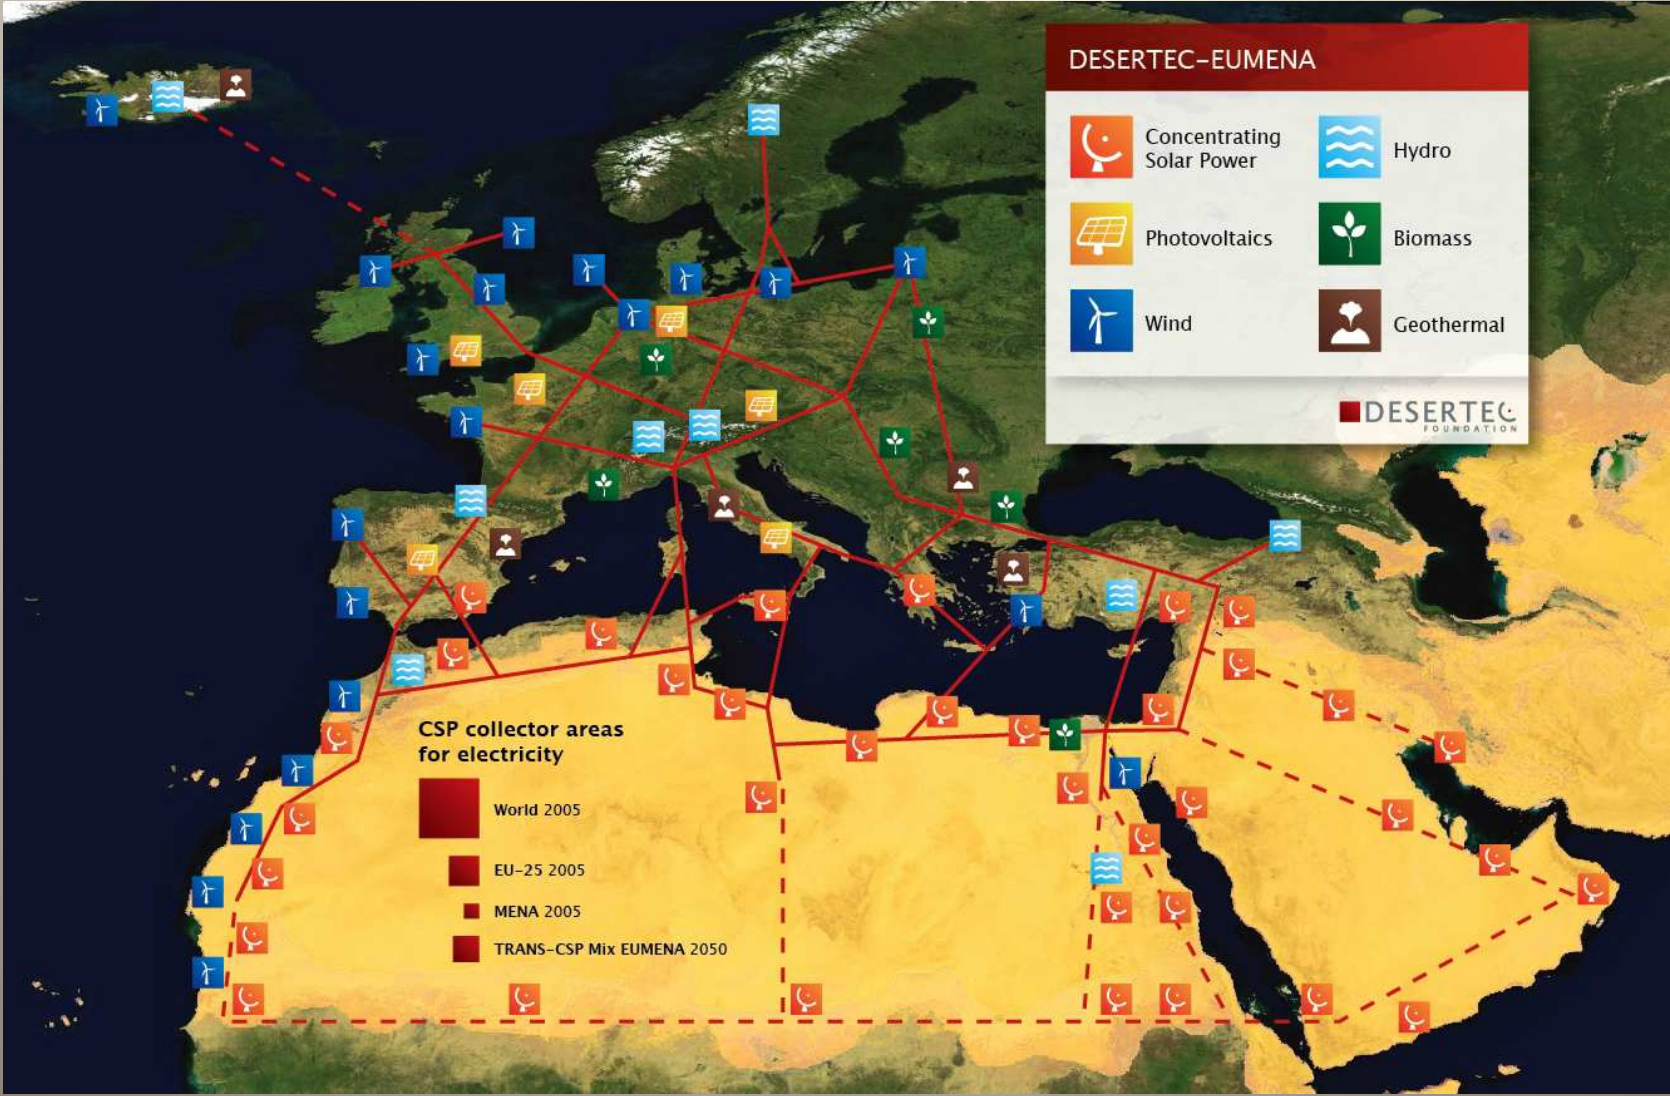 DESERTEC–EUMENA
Concentrating
Solar Power
Hydro
Photovoltaics
Biomass
Wind
Geothermal
DESERTEC
FOUNDATION
CSP collector areas
for electricity
World 2005
EU–25 2005
MENA 2005
TRANS–CSP Mix EUMENA 2050